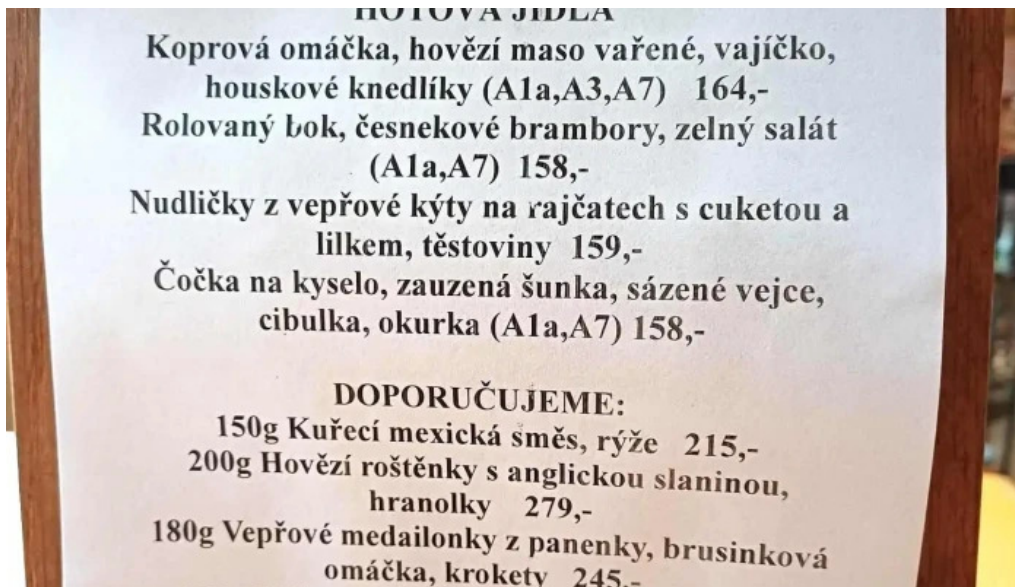 HOTOVÁ JÍDLA
Koprová omáčka, hovězí maso vařené, vajíčko,
houskové knedlíky (A1a,A3,A7) 164,-
Rolovaný bok, česnekové brambory, zelný salát
(A1a,A7) 158,-
Nudličky z vepřové kýty na rajčatech s cuketou a
lilkem, těstoviny 159,-
Čočka na kyselo, zauzená šunka, sázené vejce,
cibulka, okurka (A1a,A7) 158,-
DOPORUČUJEME:
150g Kuřecí mexická směs, rýže 215,-
200g Hovězí roštěnky s anglickou slaninou,
hranolky 279,-
180g Vepřové medailonky z panenky, brusinková
omáčka, krokety 245,-